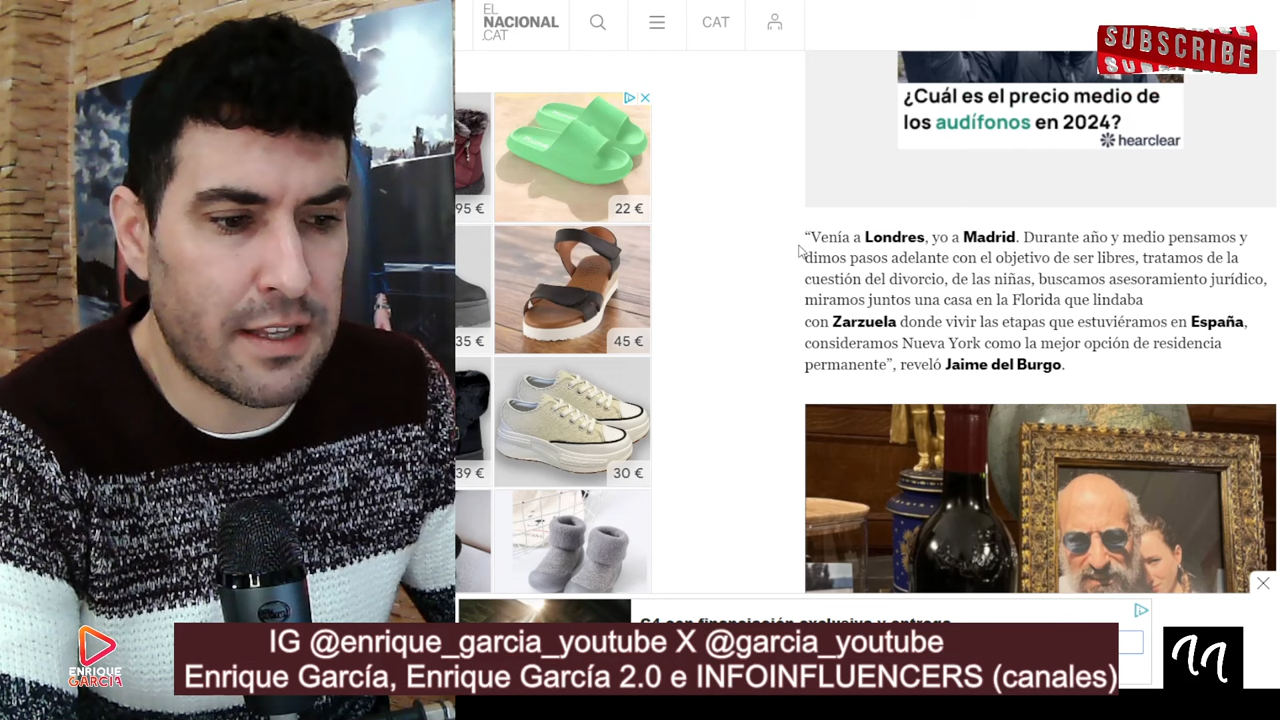 EL
NACIONAL
.CAT
CAT
SUBSCRIBE
¿Cuál es el precio medio de
los audífonos en 2024?
hearclear
95 €
22 €
35 €
45 €
39 €
30 €
“Venía a Londres, yo a Madrid. Durante año y medio pensamos y
dimos pasos adelante con el objetivo de ser libres, tratamos de la
cuestión del divorcio, de las niñas, buscamos asesoramiento jurídico,
miramos juntos una casa en la Florida que lindaba
con Zarzuela donde vivir las etapas que estuviéramos en España,
consideramos Nueva York como la mejor opción de residencia
permanente”, reveló Jaime del Burgo.
IG @enrique_garcia_youtube X @garcia_youtube
Enrique García, Enrique García 2.0 e INFOINFLUENCERS (canales)
ENRIQUE
GARCÍA